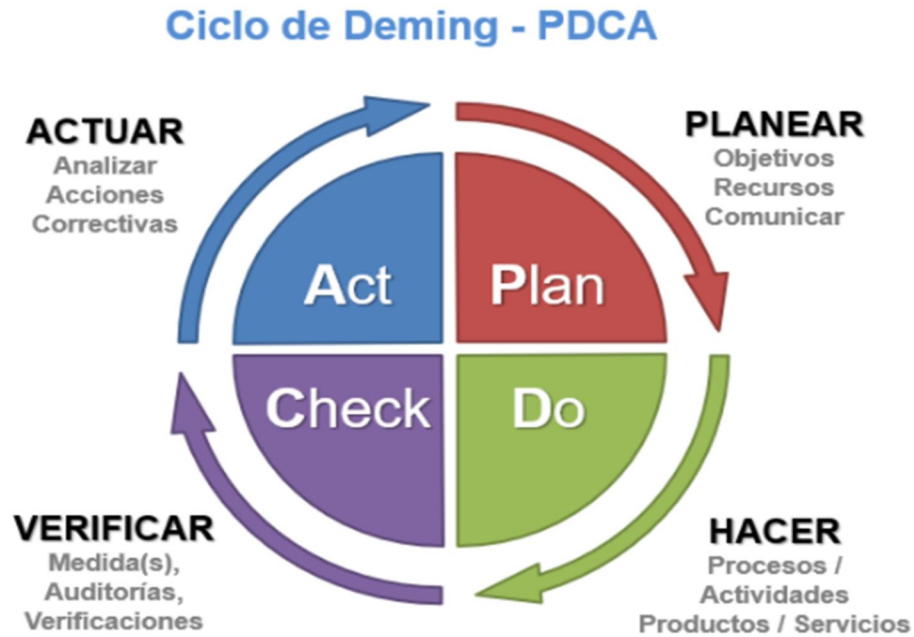 Ciclo de Deming - PDCA
ACTUAR
Analizar
Acciones
Correctivas
PLANEAR
Objetivos
Recursos
Comunicar
Act
Plan
Check
Do
VERIFICAR
Medida(s),
Auditorías,
Verificaciones
HACER
Procesos /
Actividades
Productos / Servicios